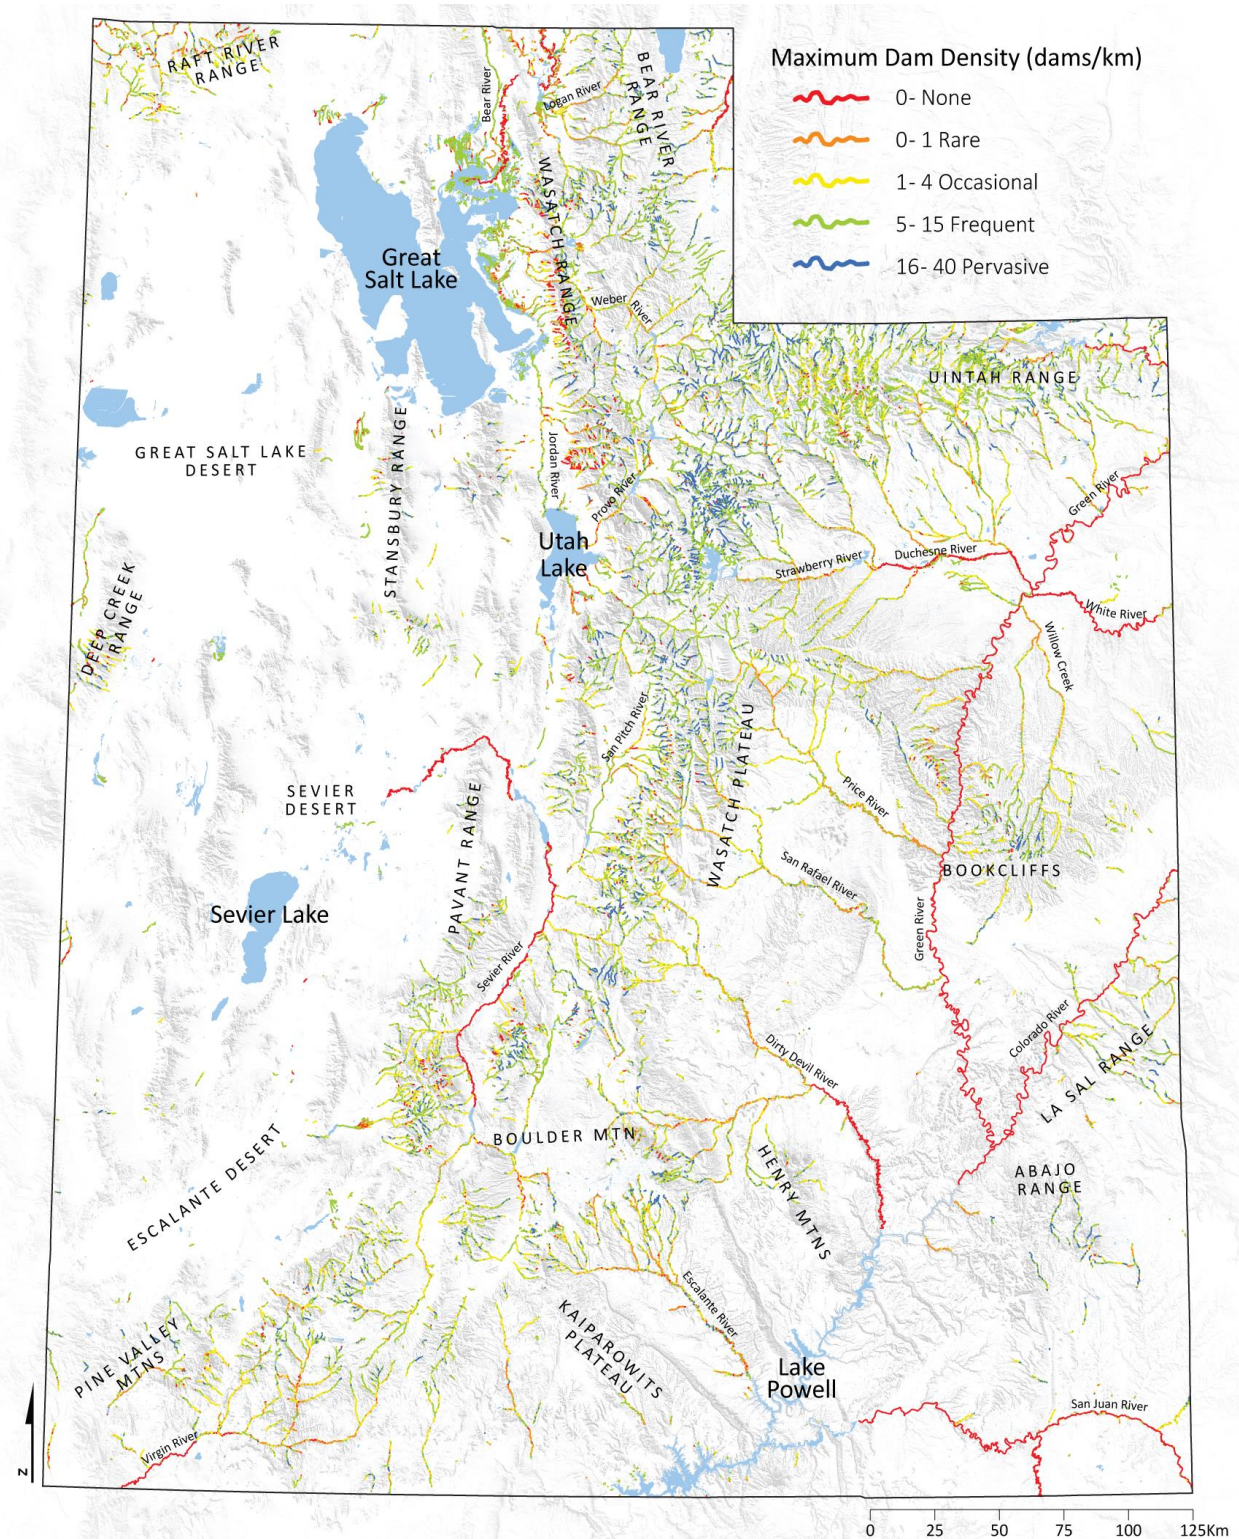 Maximum Dam Density (dams/km)
0- None
0- 1 Rare
1- 4 Occasional
5- 15 Frequent
16- 40 Pervasive
RAFT RIVER
RANGE
Bear River
Logan River
BEAR RIVER
RANGE
WASATCH RANGE
Great
Salt Lake
Weber River
UINTAH RANGE
GREAT SALT LAKE
DESERT
STANSBURY RANGE
Jordan River
Provo River
Green River
Utah
Lake
Strawberry River
Duchesne River
White River
DEEP CREEK
RANGE
Willow Creek
San Pitch River
WASATCH PLATEAU
SEVIER
DESERT
PAVANT RANGE
Price River
San Rafael River
BOOKCLIFFS
Sevier Lake
Green River
Sevier River
Colorado River
Dirty Devil River
LA SAL RANGE
BOULDER MTN
ESCALANTE DESERT
HENRY MTNS
ABAJO
RANGE
Escalante River
KAIPAROWITS
PLATEAU
PINE VALLEY
MTNS
Lake
Powell
San Juan River
Virgin River
N
0 25 50 75 100 125Km